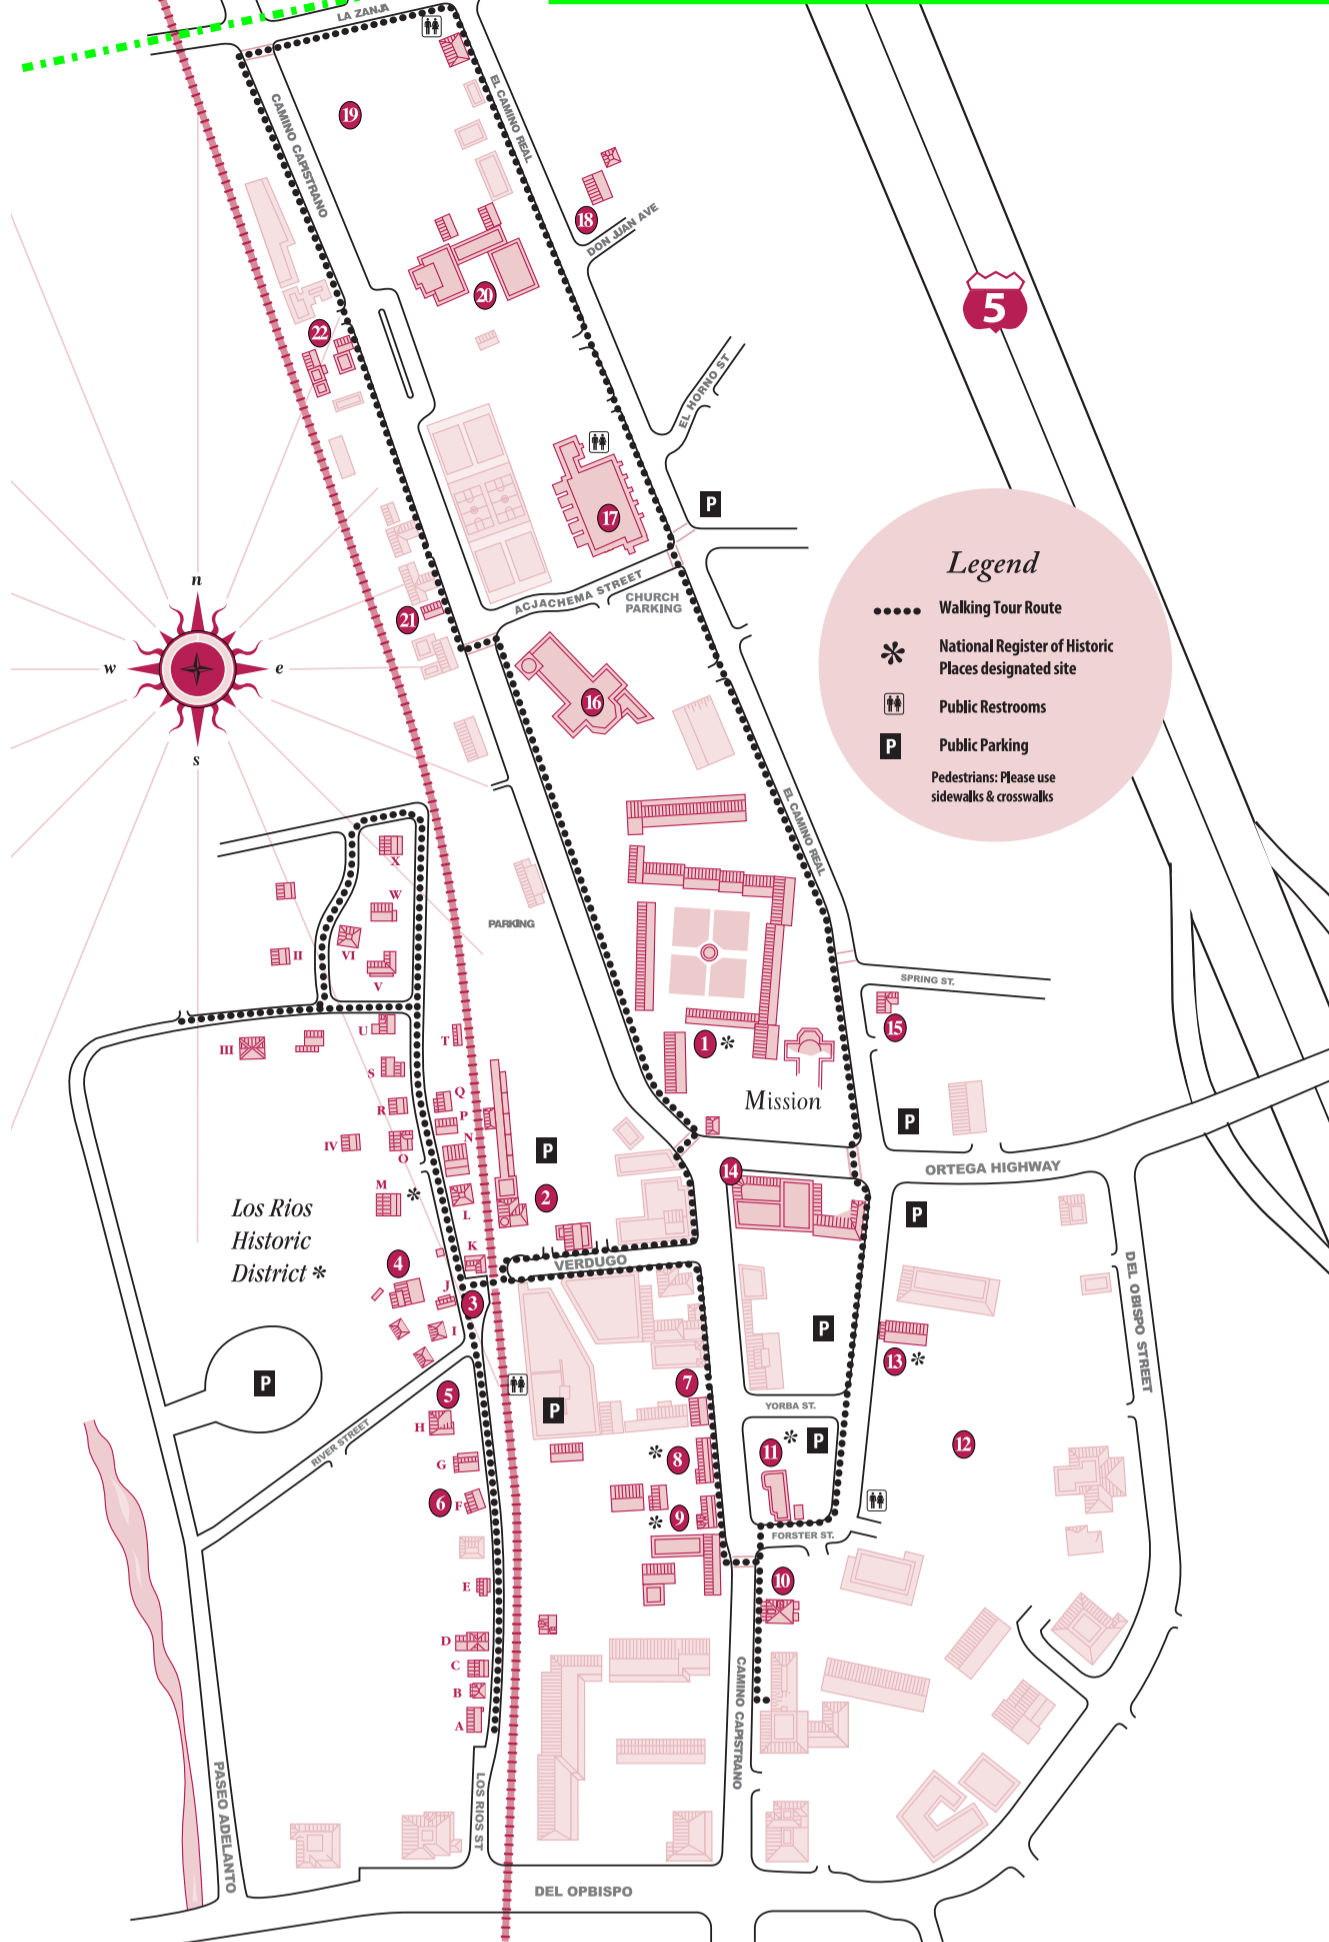 LA ZANJA
EL CAMINO REAL
CAMINO CAPISTRANO
19
18
DON JUAN AVE
20
5
22
EL HORNO ST
17
P
ACJACHEMA STREET
CHURCH
PARKING
21
n
w
e
s
16
Legend
Walking Tour Route
National Register of Historic
Places designated site
Public Restrooms
P
Public Parking
Pedestrians: Please use
sidewalks & crosswalks
EL CAMINO REAL
X
W
PARKING
VI
II
V
SPRING ST.
15
U
T
III
1 *
S
Mission
Q
R
P
P
N
IV
O
P
ORTEGA HIGHWAY
14
M *
2
L
P
Los Rios
Historic
District *
K
VERDUGO
4
J
3
I
DEL OBISPO STREET
P
13 *
P
7
5
P
YORBA ST.
H
RIVER STREET
11 *
P
12
G
* 8
6
F
* 9
FORSTER ST.
10
E
D
C
B
A
CAMINO CAPISTRANO
PASEO ADELANTO
LOS RIOS ST
DEL OPBISPO